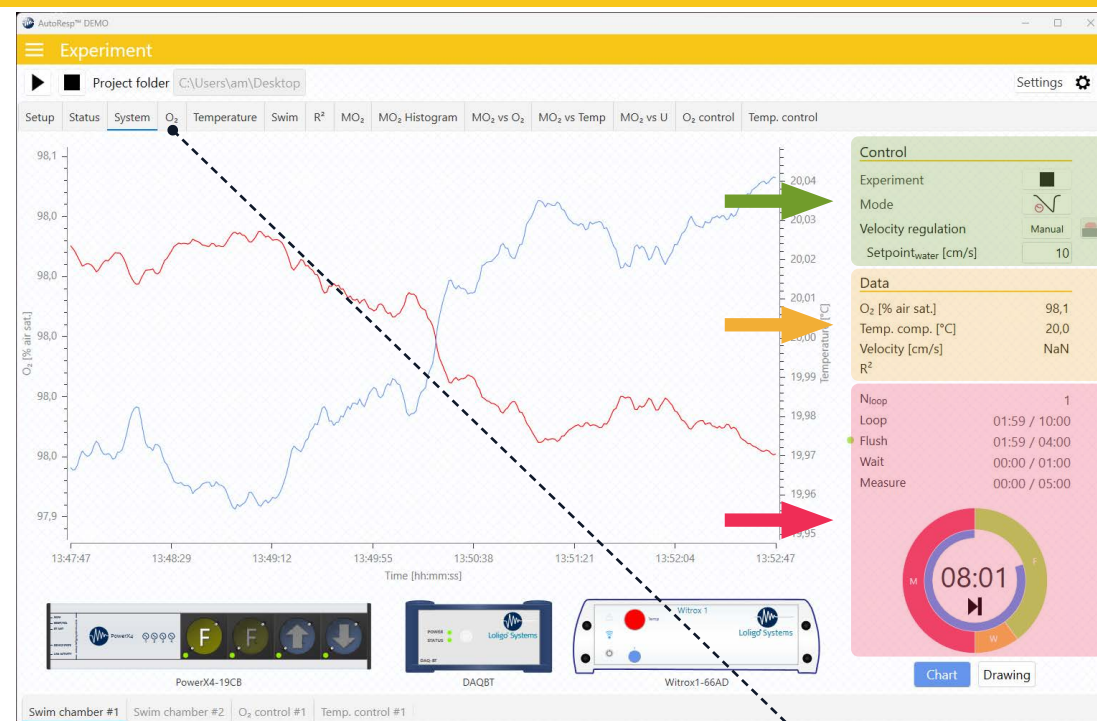 AutoResp™ DEMO
Experiment
Project folder C:\Users\am\Desktop Settings
Setup Status System O₂ Temperature Swim R² MO₂ MO₂ Histogram MO₂ vs O₂ MO₂ vs Temp MO₂ vs U O₂ control Temp. control
98,1
98,0
98,0
98,0
98,0
98,0
97,9
O₂ [% air sat.]
20,04
20,03
20,02
20,01
20,00
19,99
19,98
19,97
19,96
19,95
Temperature [°C]
13:47:47 13:48:29 13:49:12 13:49:55 13:50:38 13:51:21 13:52:04 13:52:47
Time [hh:mm:ss]
Control
Experiment
Mode
Velocity regulation Manual
Setpointwater [cm/s] 10
Data
O₂ [% air sat.] 98,1
Temp. comp. [°C] 20,0
Velocity [cm/s] NaN
R²
Nloop 1
Loop 01:59 / 10:00
Flush 01:59 / 04:00
Wait 00:00 / 01:00
Measure 00:00 / 05:00
M 08:01 F
W
Chart Drawing
PowerX4 F F
POWER
STATUS
Loligo Systems
DAQ-BT
Witrox 1
Temp
Loligo Systems
PowerX4-19CB DAQBT Witrox1-66AD
Swim chamber #1 Swim chamber #2 O₂ control #1 Temp. control #1